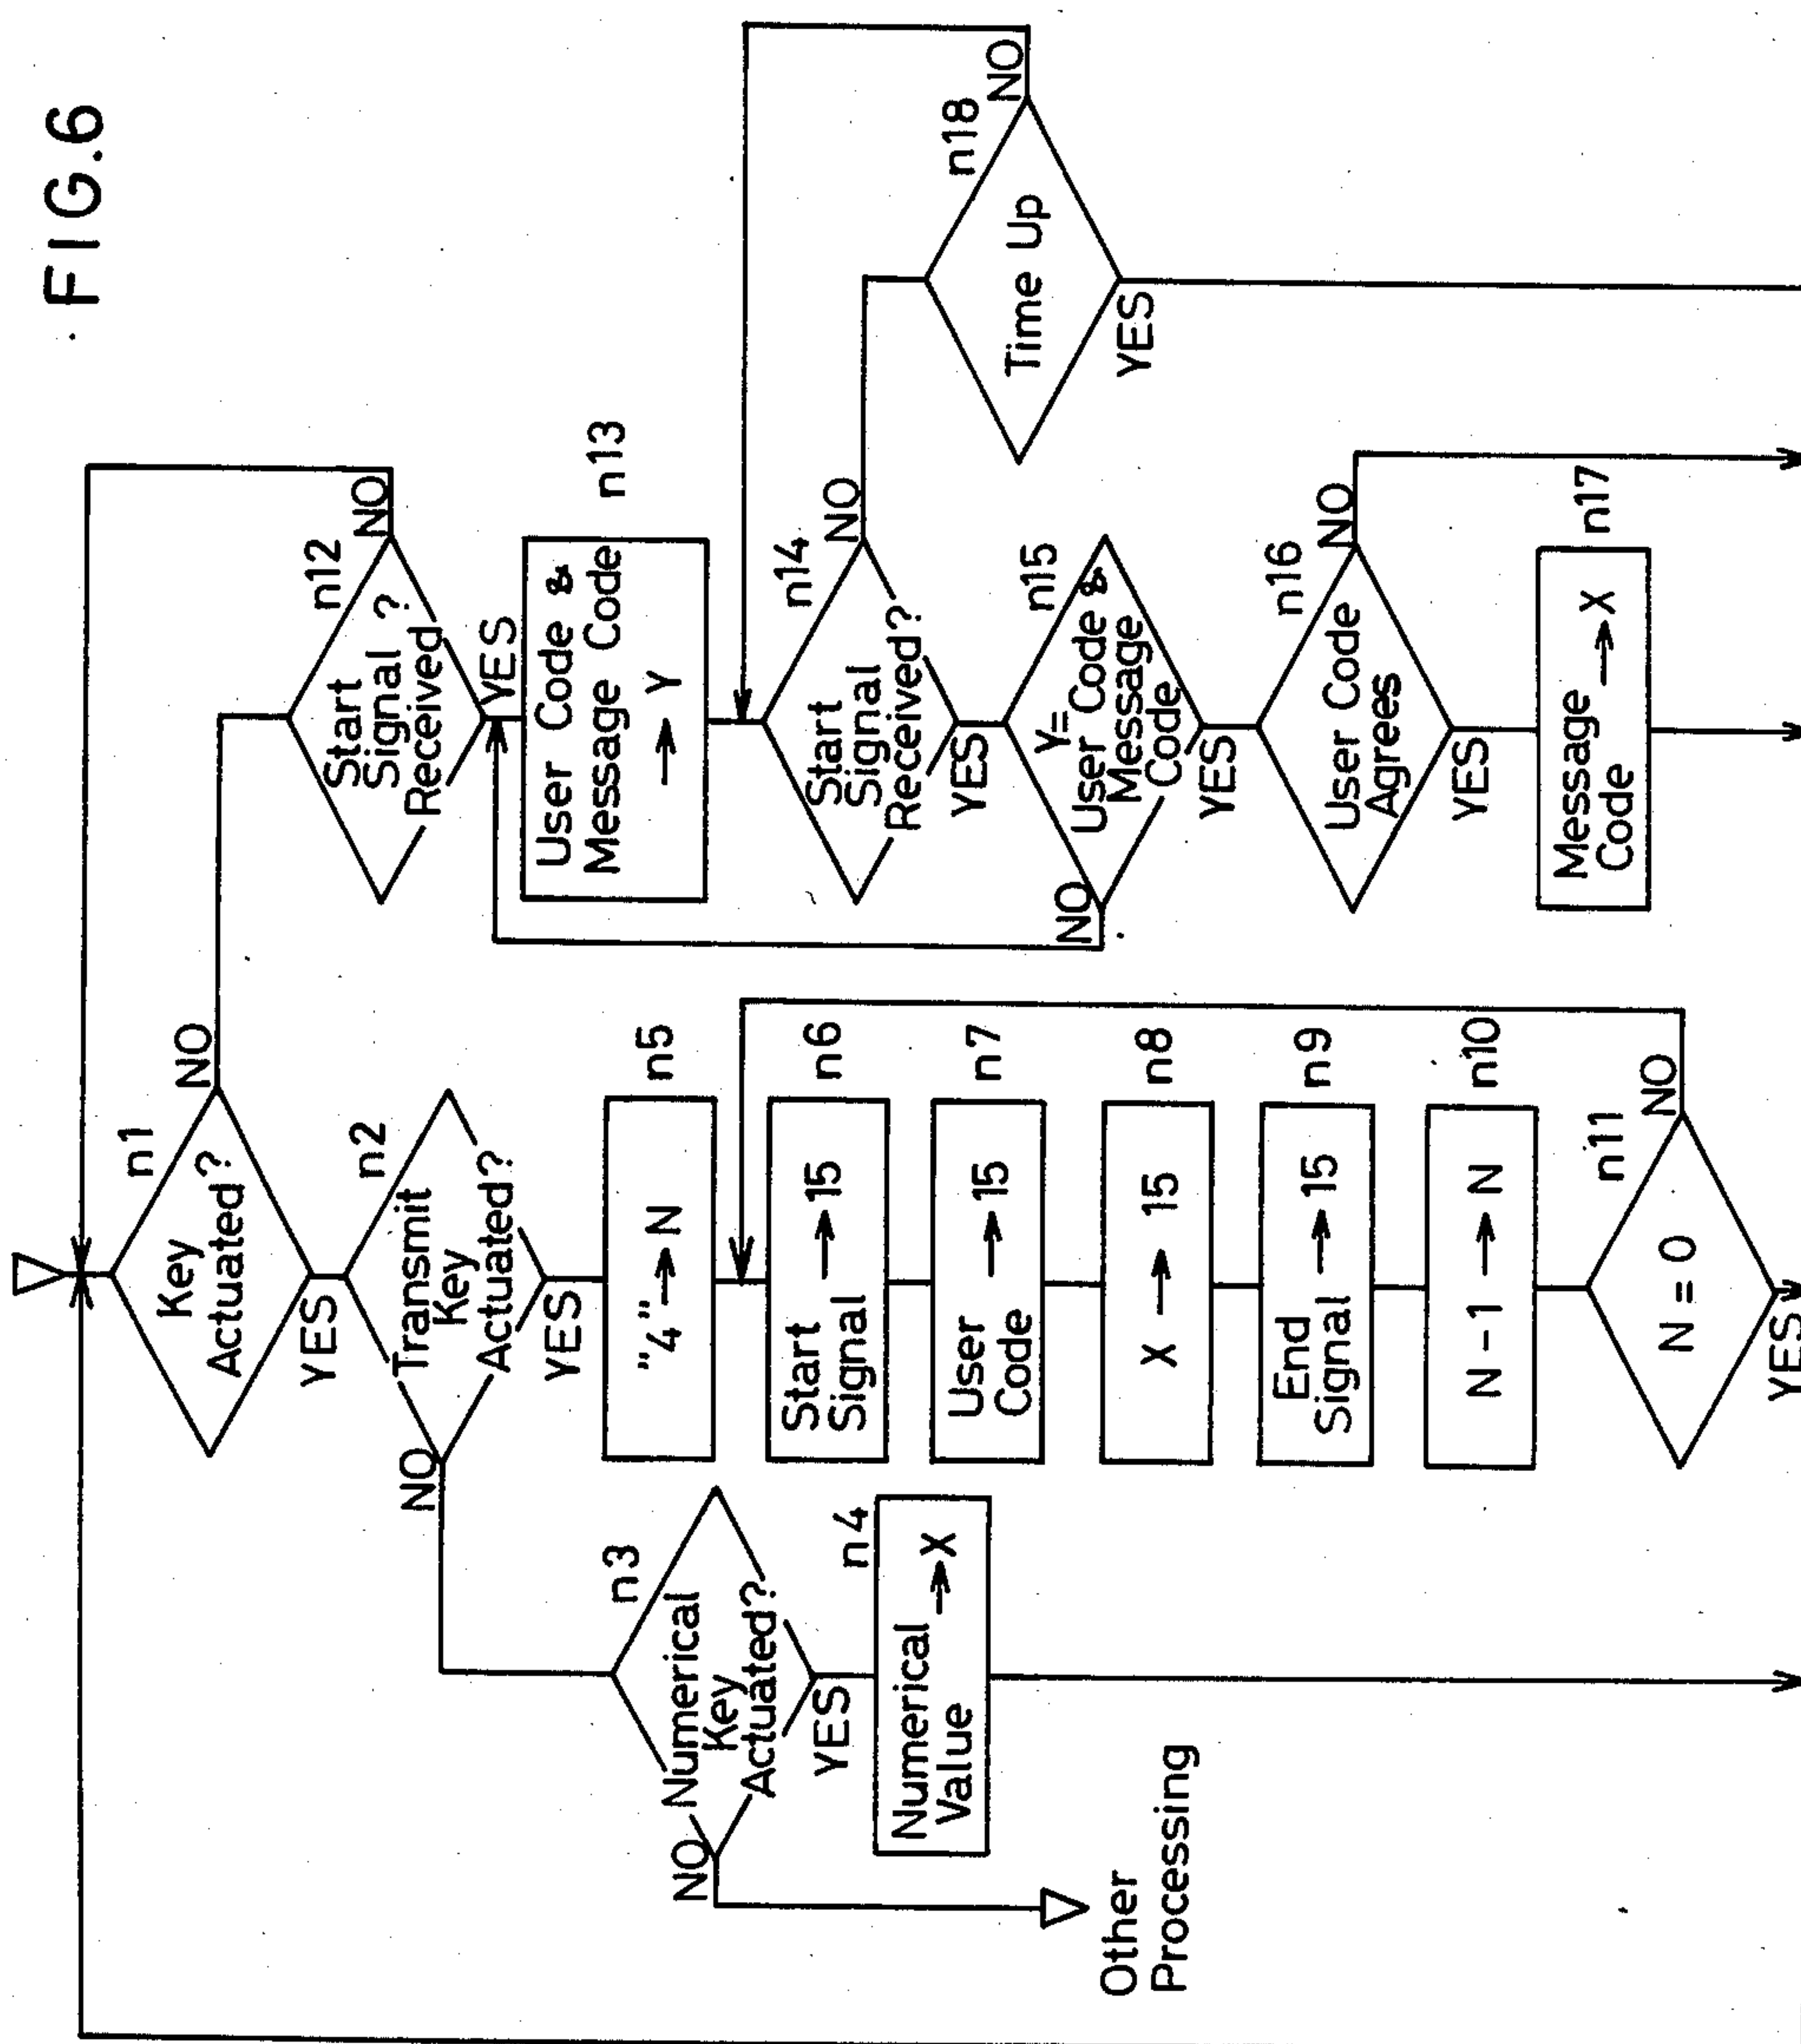 FIG.6
n1
Key
Actuated?
NO
YES
n2
Transmit
Key
Actuated?
NO
YES
n3
Numerical
Key
Actuated?
NO
YES
n4
Numerical
Value → X
Other
Processing
n5
"4" → N
n6
Start
Signal → 15
n7
User
Code → 15
n8
X → 15
n9
End
Signal → 15
n10
N - 1 → N
n11
N = 0
NO
YES
n12
Start
Signal ?
Received
NO
YES
n13
User Code &
Message Code
→ Y
n14
Start
Signal
Received?
NO
YES
n15
Y=
User Code &
Message
Code
NO
YES
n16
User Code
Agrees
NO
YES
n17
Message → X
Code
n18
Time Up
NO
YES